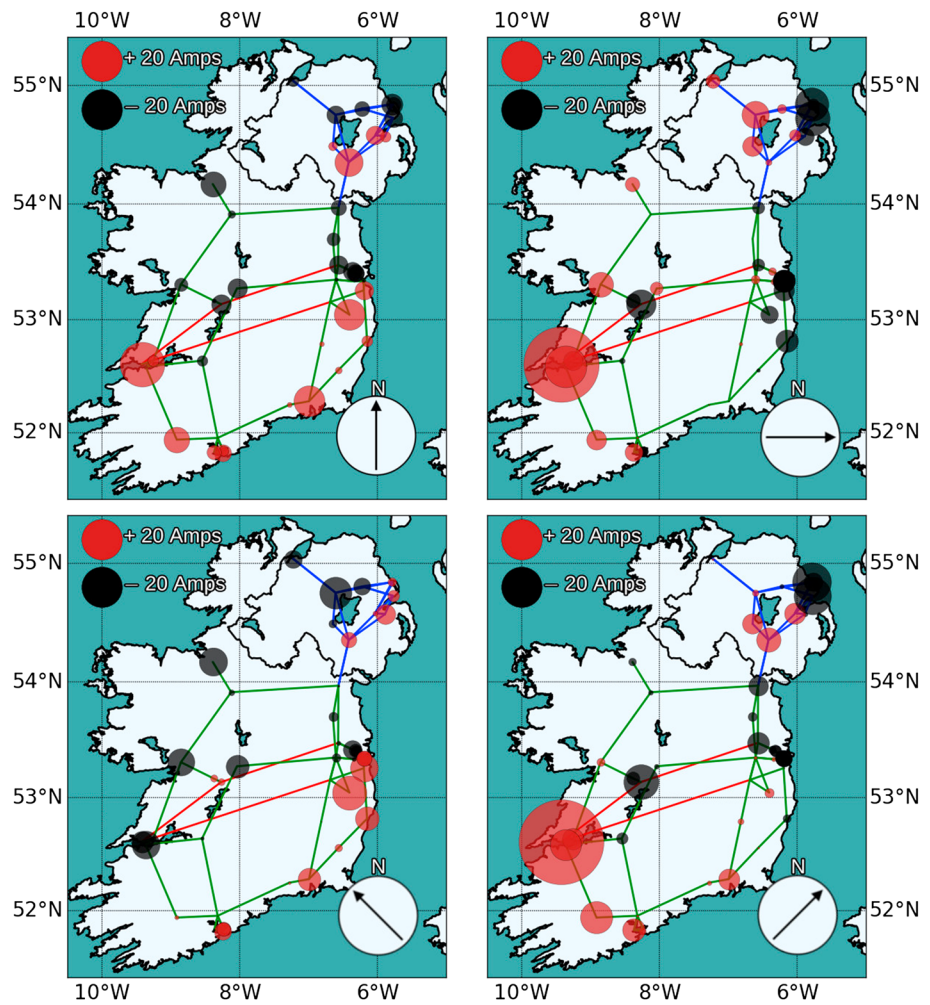 10°W 8°W 6°W 10°W 8°W 6°W
+ 20 Amps + 20 Amps
55°N 55°N
– 20 Amps – 20 Amps
54°N 54°N
53°N 53°N
N N
52°N 52°N
+ 20 Amps + 20 Amps
55°N 55°N
– 20 Amps – 20 Amps
54°N 54°N
53°N 53°N
N N
52°N 52°N
10°W 8°W 6°W 10°W 8°W 6°W